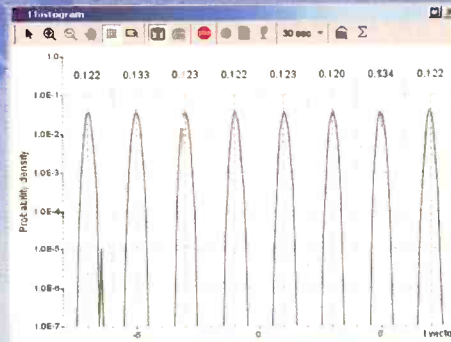 Histogram
30 sec
Σ
1.0
0.122 0.133 0.123 0.122 0.123 0.120 0.134 0.122
1.0E-1
1.0E-2
1.0E-3
1.0E-4
1.0E-5
1.0E-6
1.0E-7
Probability density
0
I vector